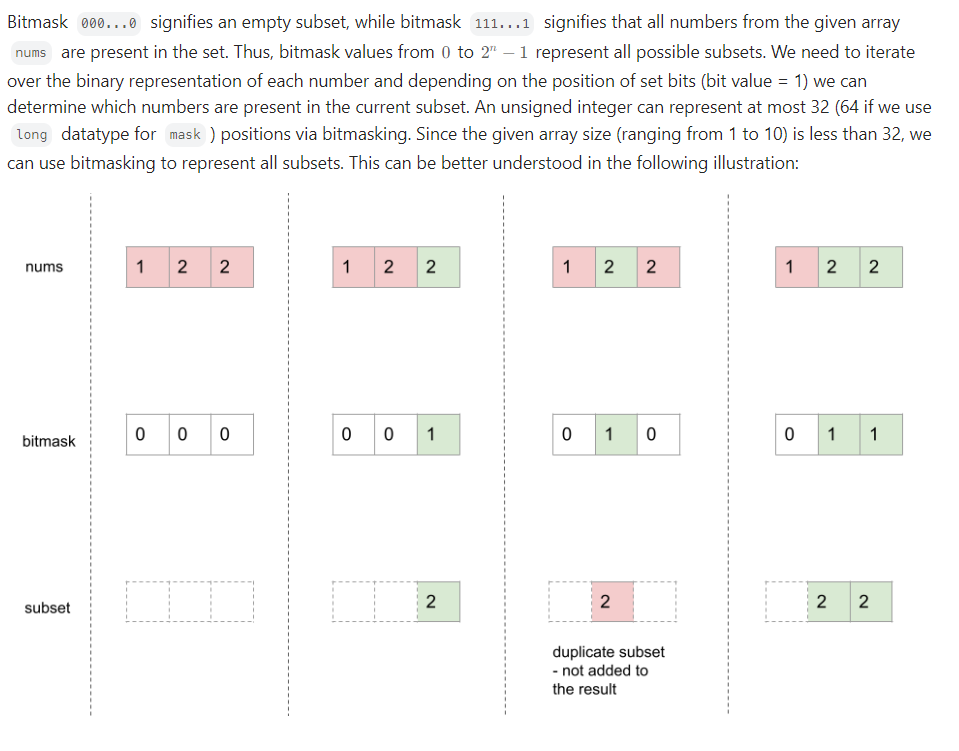 Bitmask 000...0 signifies an empty subset, while bitmask 111...1 signifies that all numbers from the given array
nums are present in the set. Thus, bitmask values from 0 to 2ⁿ − 1 represent all possible subsets. We need to iterate
over the binary representation of each number and depending on the position of set bits (bit value = 1) we can
determine which numbers are present in the current subset. An unsigned integer can represent at most 32 (64 if we use
long datatype for mask ) positions via bitmasking. Since the given array size (ranging from 1 to 10) is less than 32, we
can use bitmasking to represent all subsets. This can be better understood in the following illustration:
nums 1 2 2 1 2 2 1 2 2 1 2 2
bitmask 0 0 0 0 0 1 0 1 0 0 1 1
subset 2 2 2 2
duplicate subset
- not added to
the result